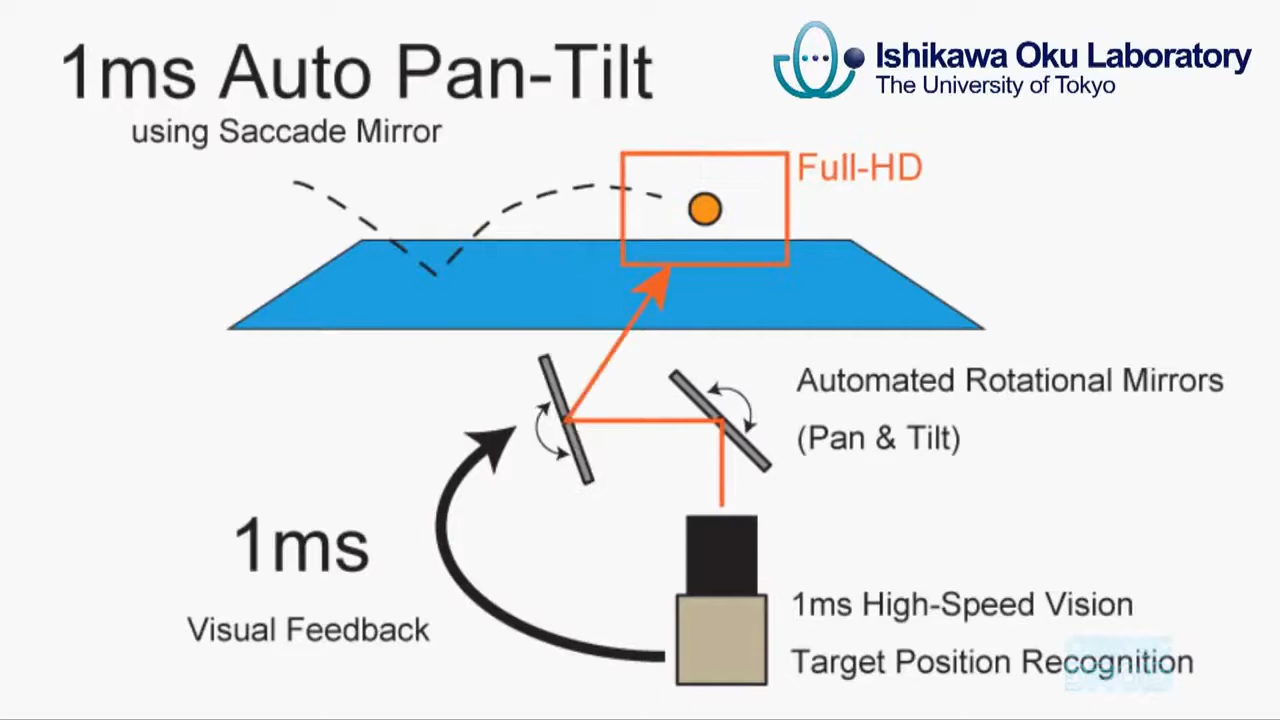 1ms Auto Pan-Tilt
using Saccade Mirror
Ishikawa Oku Laboratory
The University of Tokyo
Full-HD
Automated Rotational Mirrors
(Pan & Tilt)
1ms
Visual Feedback
1ms High-Speed Vision
Target Position Recognition